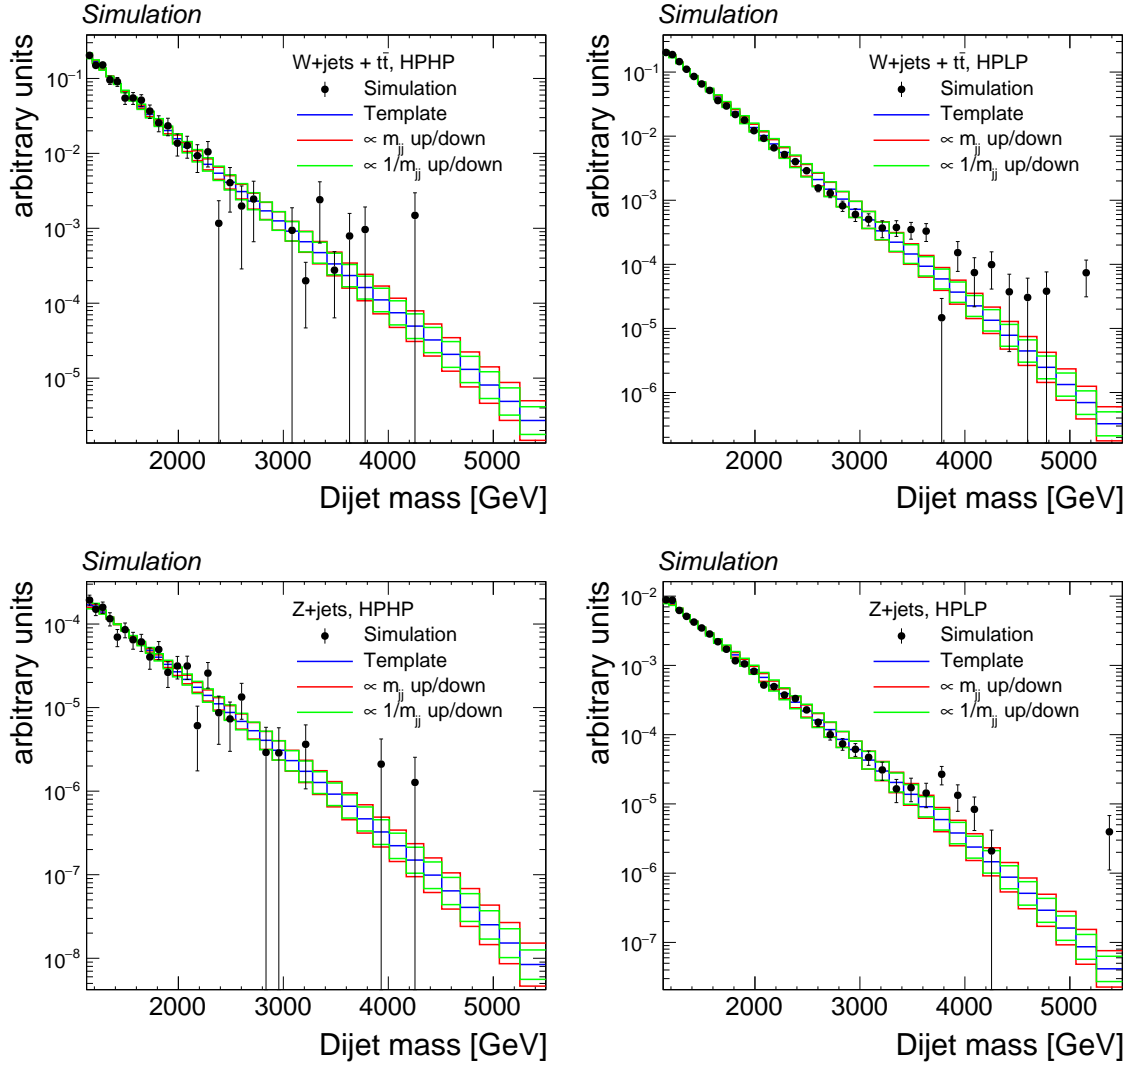 Simulation
arbitrary units
W+jets + tt̄, HPHP
Simulation
Template
∝ m_jj up/down
∝ 1/m_jj up/down
10⁻¹
10⁻²
10⁻³
10⁻⁴
10⁻⁵
2000 3000 4000 5000
Dijet mass [GeV]
Simulation
arbitrary units
W+jets + tt̄, HPLP
Simulation
Template
∝ m_jj up/down
∝ 1/m_jj up/down
10⁻¹
10⁻²
10⁻³
10⁻⁴
10⁻⁵
10⁻⁶
2000 3000 4000 5000
Dijet mass [GeV]
Simulation
arbitrary units
Z+jets, HPHP
Simulation
Template
∝ m_jj up/down
∝ 1/m_jj up/down
10⁻⁴
10⁻⁵
10⁻⁶
10⁻⁷
10⁻⁸
2000 3000 4000 5000
Dijet mass [GeV]
Simulation
arbitrary units
Z+jets, HPLP
Simulation
Template
∝ m_jj up/down
∝ 1/m_jj up/down
10⁻²
10⁻³
10⁻⁴
10⁻⁵
10⁻⁶
10⁻⁷
2000 3000 4000 5000
Dijet mass [GeV]